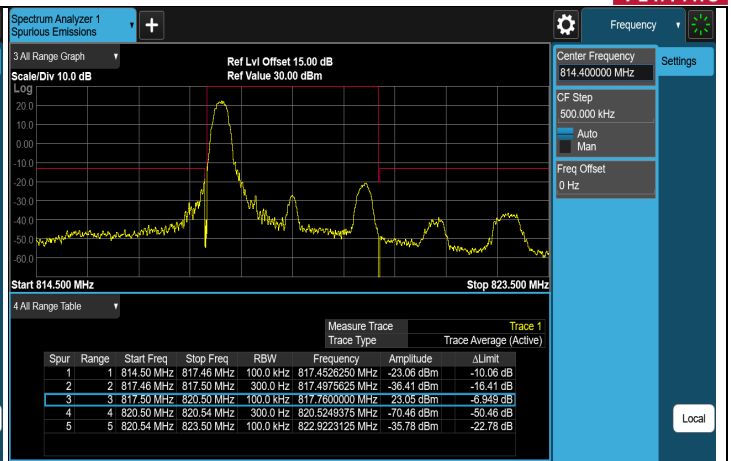 Spectrum Analyzer 1
Spurious Emissions
+
Frequency
3 All Range Graph
Ref Lvl Offset 15.00 dB
Scale/Div 10.0 dB
Ref Value 30.00 dBm
Log
20.0
10.0
0.00
-10.0
-20.0
-30.0
-40.0
-50.0
-60.0
Start 814.500 MHz
Stop 823.500 MHz
Center Frequency
814.400000 MHz
Settings
CF Step
500.000 kHz
Auto
Man
Freq Offset
0 Hz
4 All Range Table
Measure Trace Trace 1
Trace Type Trace Average (Active)
Spur Range Start Freq Stop Freq RBW Frequency Amplitude ΔLimit
1 1 814.50 MHz 817.46 MHz 100.0 kHz 817.4526250 MHz -23.06 dBm -10.06 dB
2 2 817.46 MHz 817.50 MHz 300.0 Hz 817.4975625 MHz -36.41 dBm -16.41 dB
3 3 817.50 MHz 820.50 MHz 100.0 kHz 817.7600000 MHz 23.05 dBm -6.949 dB
4 4 820.50 MHz 820.54 MHz 300.0 Hz 820.5249375 MHz -70.46 dBm -50.46 dB
5 5 820.54 MHz 823.50 MHz 100.0 kHz 822.9223125 MHz -35.78 dBm -22.78 dB
Local